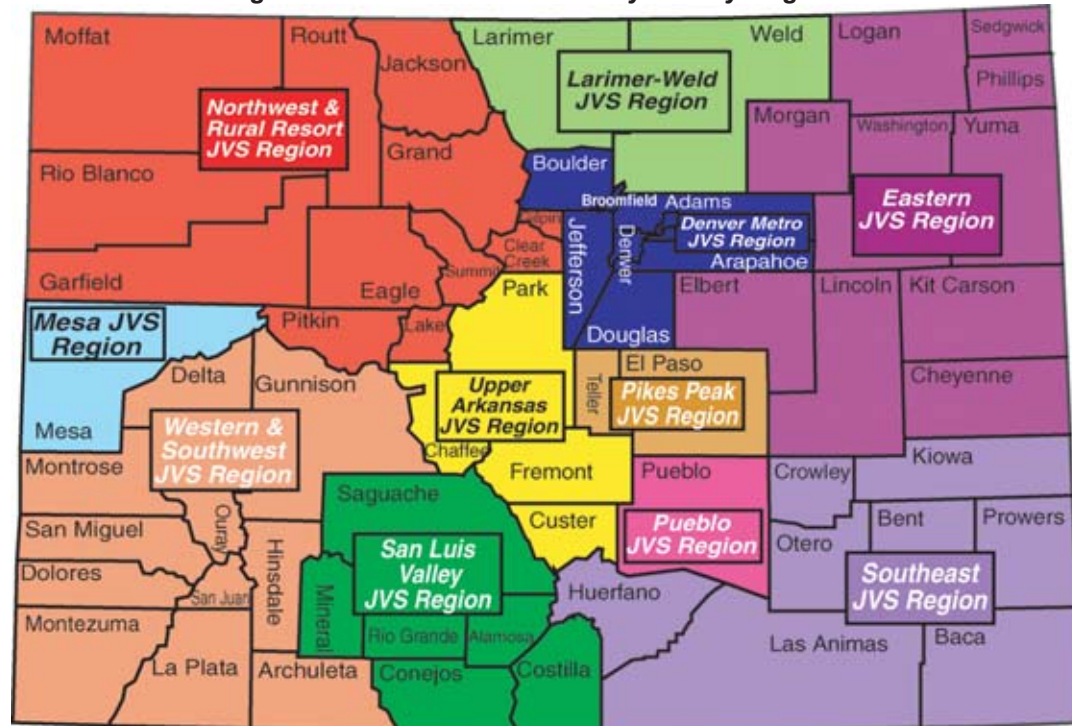 Moffat
Routt
Jackson
Larimer
Weld
Logan
Sedgwick
Phillips
Northwest &
Rural Resort
JVS Region
Larimer-Weld
JVS Region
Morgan
Washington
Yuma
Rio Blanco
Grand
Boulder
Broomfield
Adams
Eastern
JVS Region
Gilpin
Clear
Creek
Jefferson
Denver
Denver Metro
JVS Region
Arapahoe
Garfield
Eagle
Summit
Park
Douglas
Elbert
Lincoln
Kit Carson
Mesa JVS
Region
Pitkin
Lake
Delta
Gunnison
Upper
Arkansas
JVS Region
Teller
El Paso
Pikes Peak
JVS Region
Cheyenne
Mesa
Western &
Southwest
JVS Region
Chaffee
Montrose
Saguache
Fremont
Pueblo
Crowley
Kiowa
San Miguel
Ouray
Hinsdale
San Luis
Valley
JVS Region
Custer
Pueblo
JVS Region
Otero
Bent
Prowers
Dolores
San Juan
Mineral
Huerfano
Southeast
JVS Region
Montezuma
Rio Grande
Alamosa
Las Animas
Baca
La Plata
Archuleta
Conejos
Costilla